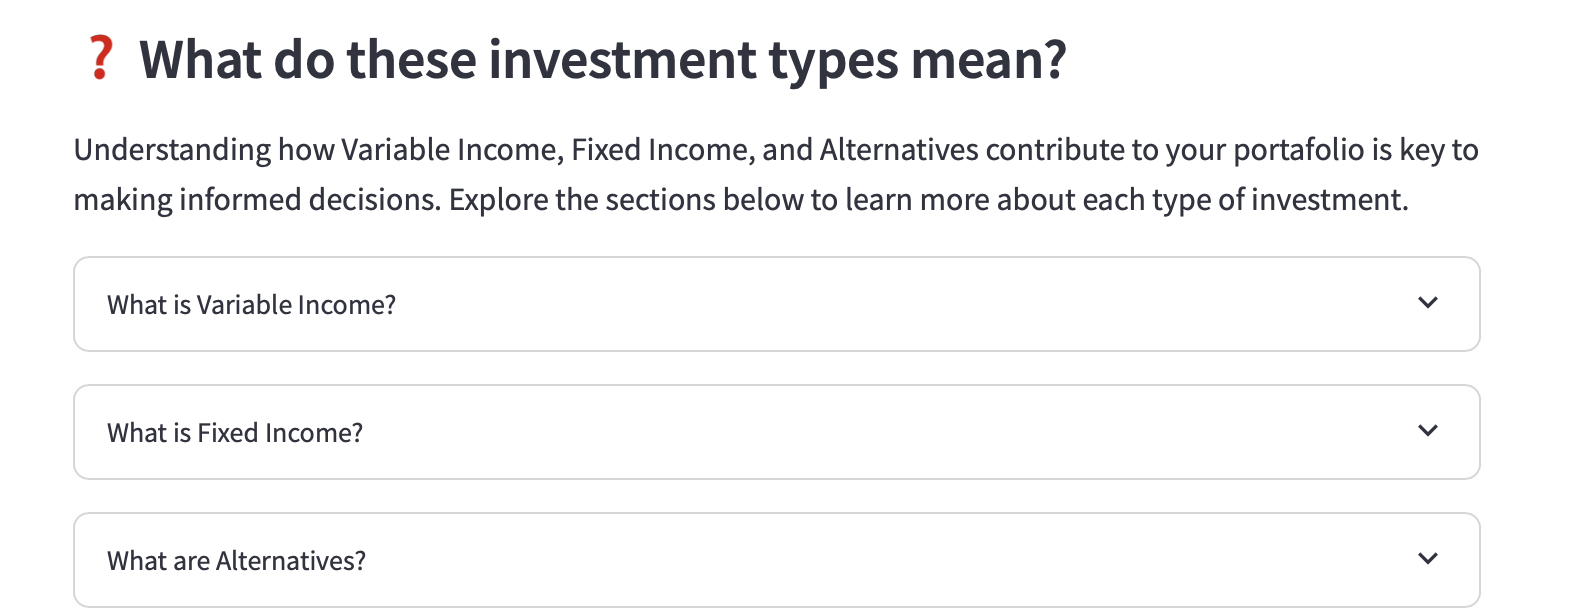 ❓ What do these investment types mean?
Understanding how Variable Income, Fixed Income, and Alternatives contribute to your portafolio is key to
making informed decisions. Explore the sections below to learn more about each type of investment.
What is Variable Income?
What is Fixed Income?
What are Alternatives?